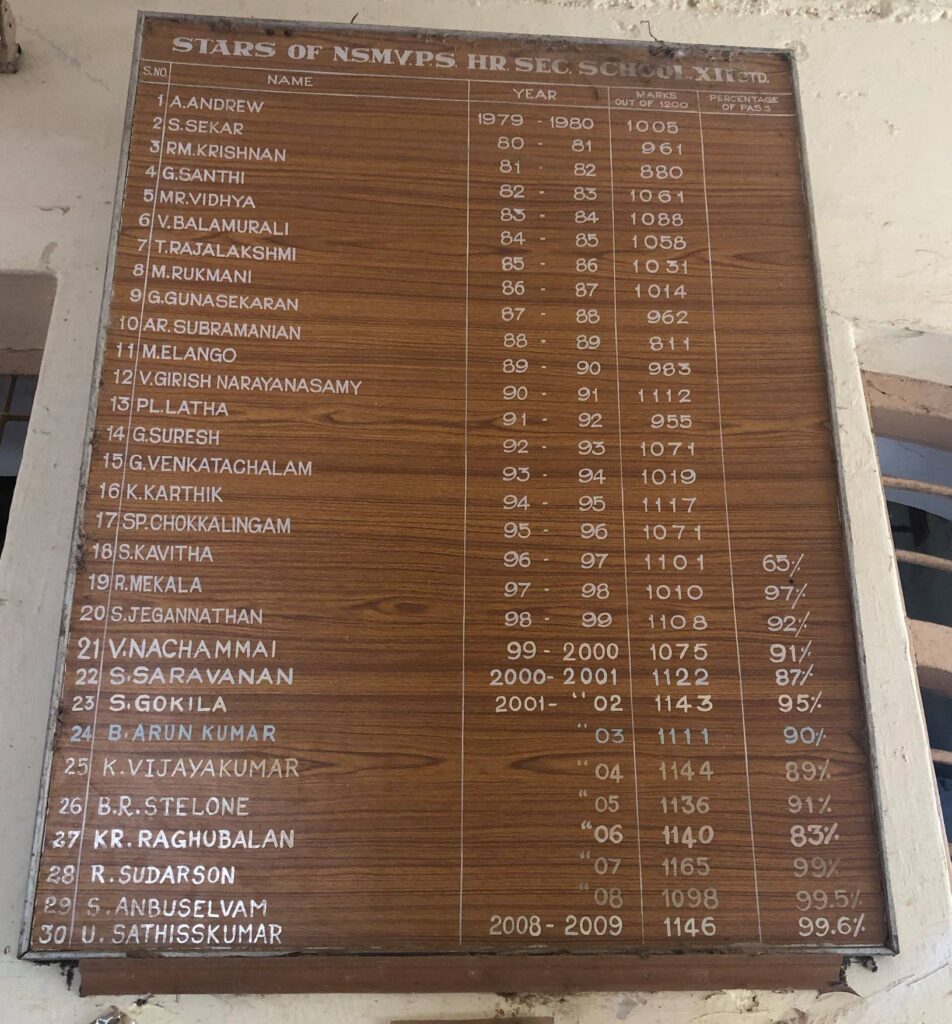 STARS OF NSMVPS. HR. SEC. SCHOOL XII STD.
S.NO. NAME YEAR MARKS OUT OF 1200 PERCENTAGE OF PASS
1 A.ANDREW 1979 - 1980 1005
2 S.SEKAR 80 - 81 961
3 RM.KRISHNAN 81 - 82 880
4 G.SANTHI 82 - 83 1061
5 MR.VIDHYA 83 - 84 1088
6 V.BALAMURALI 84 - 85 1058
7 T.RAJALAKSHMI 85 - 86 1031
8 M.RUKMANI 86 - 87 1014
9 G.GUNASEKARAN 87 - 88 962
10 AR.SUBRAMANIAN 88 - 89 811
11 M.ELANGO 89 - 90 983
12 V.GIRISH NARAYANASAMY 90 - 91 1112
13 PL.LATHA 91 - 92 955
14 G.SURESH 92 - 93 1071
15 G.VENKATACHALAM 93 - 94 1019
16 K.KARTHIK 94 - 95 1117
17 SP.CHOKKALINGAM 95 - 96 1071
18 S.KAVITHA 96 - 97 1101 65%
19 R.MEKALA 97 - 98 1010 97%
20 S.JEGANNATHAN 98 - 99 1108 92%
21 V.NACHAMMAI 99 - 2000 1075 91%
22 S.SARAVANAN 2000- 2001 1122 87%
23 S.GOKILA 2001- " 02 1143 95%
24 B.ARUN KUMAR " 03 1111 90%
25 K.VIJAYAKUMAR " 04 1144 89%
26 B.R.STELONE " 05 1136 91%
27 KR.RAGHUBALAN " 06 1140 83%
28 R.SUDARSON " 07 1165 99%
29 S.ANBUSELVAM " 08 1098 99.5%
30 U.SATHISSKUMAR 2008 - 2009 1146 99.6%